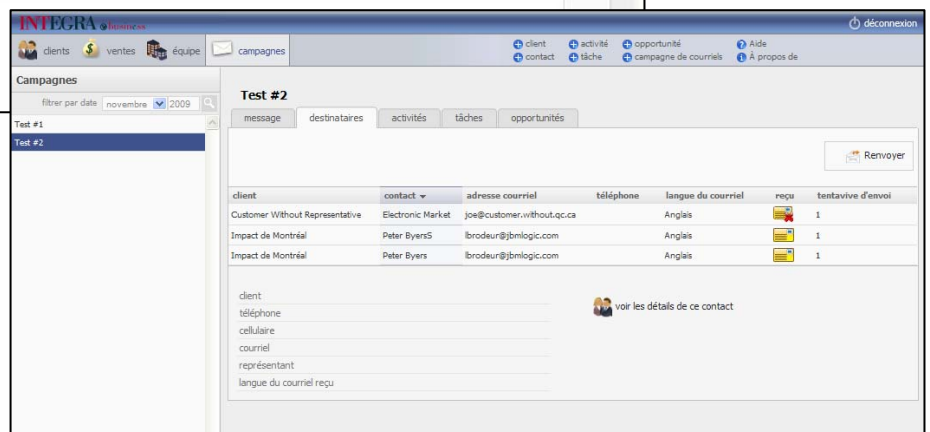 INTEGRA eBusiness
déconnexion
clients ventes équipe campagnes
client activité opportunité Aide
contact tâche campagne de courriels À propos de
Campagnes
filtrer par date novembre 2009
Test #1
Test #2
Test #2
message destinataires activités tâches opportunités
Renvoyer
client contact adresse courriel téléphone langue du courriel reçu tentavive d'envoi
Customer Without Representative Electronic Market joe@customer.without.qc.ca Anglais 1
Impact de Montréal Peter ByersS lbrodeur@jbmlogic.com Anglais 1
Impact de Montréal Peter Byers lbrodeur@jbmlogic.com Anglais 1
client
voir les détails de ce contact
téléphone
cellulaire
courriel
représentant
langue du courriel reçu